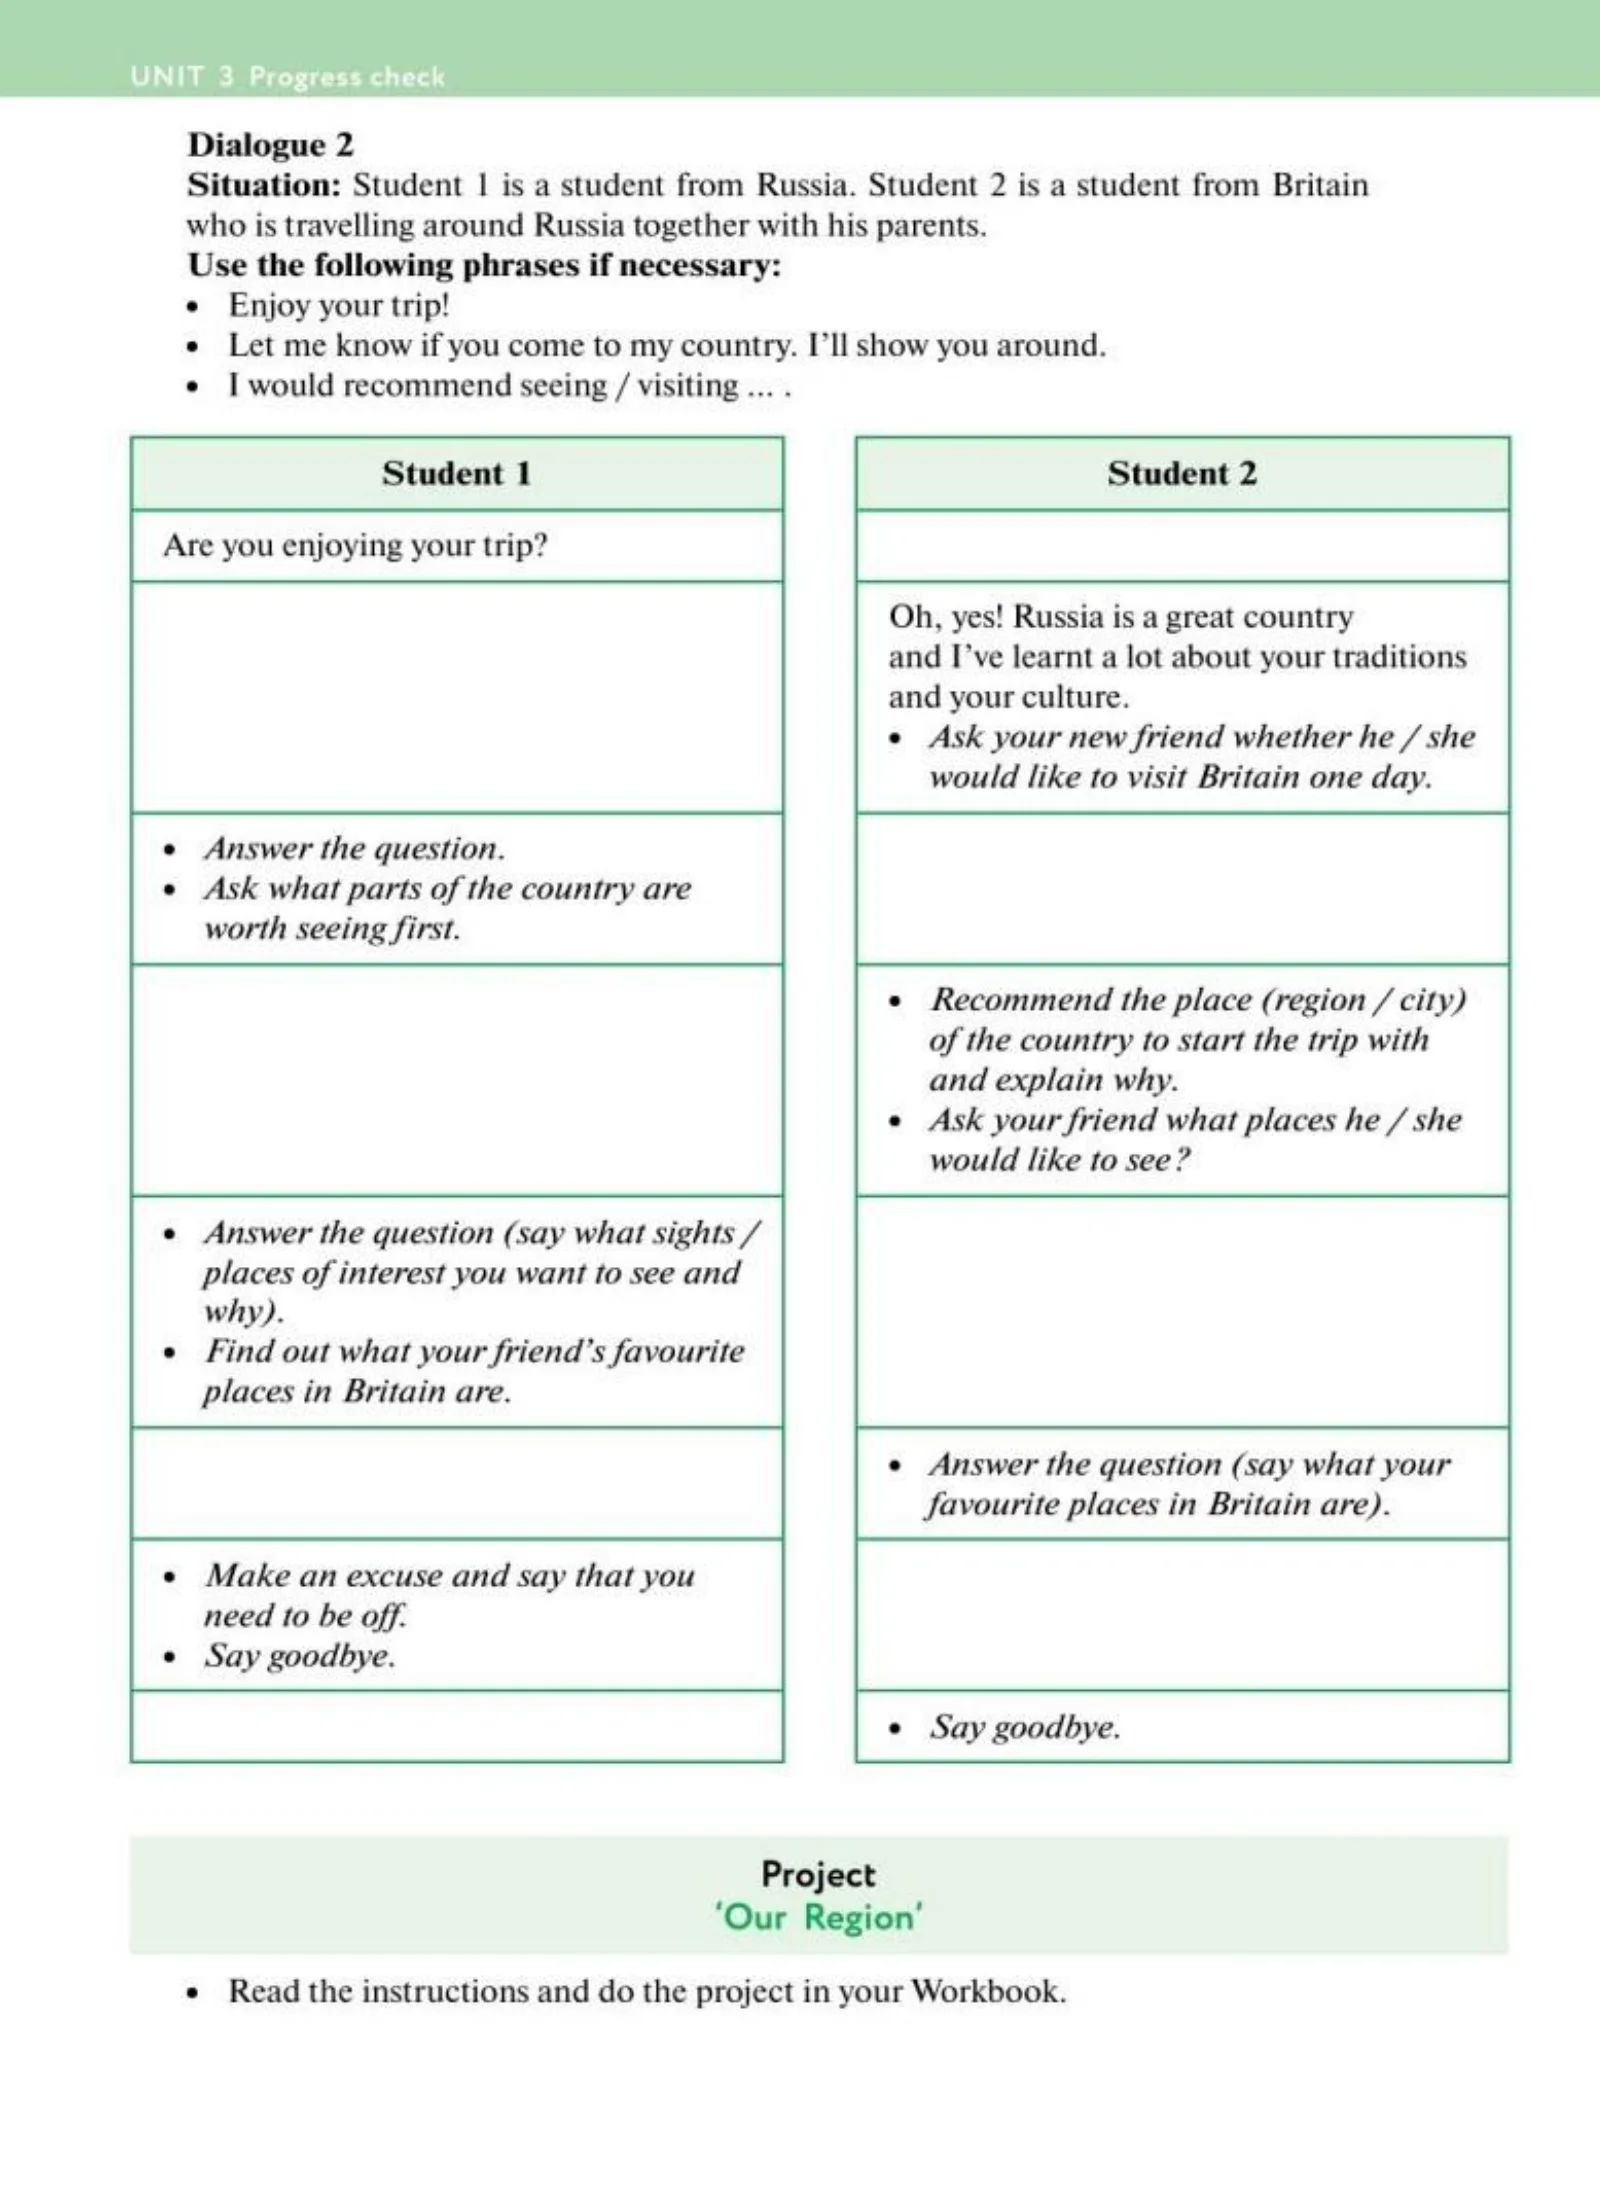 UNIT 3 Progress check
Dialogue 2
Situation: Student 1 is a student from Russia. Student 2 is a student from Britain
who is travelling around Russia together with his parents.
Use the following phrases if necessary:
• Enjoy your trip!
• Let me know if you come to my country. I’ll show you around.
• I would recommend seeing / visiting ... .
Student 1
Student 2
Are you enjoying your trip?
Oh, yes! Russia is a great country
and I’ve learnt a lot about your traditions
and your culture.
• Ask your new friend whether he / she
would like to visit Britain one day.
• Answer the question.
• Ask what parts of the country are
worth seeing first.
• Recommend the place (region / city)
of the country to start the trip with
and explain why.
• Ask your friend what places he / she
would like to see?
• Answer the question (say what sights /
places of interest you want to see and
why).
• Find out what your friend’s favourite
places in Britain are.
• Answer the question (say what your
favourite places in Britain are).
• Make an excuse and say that you
need to be off.
• Say goodbye.
• Say goodbye.
Project
‘Our Region’
• Read the instructions and do the project in your Workbook.